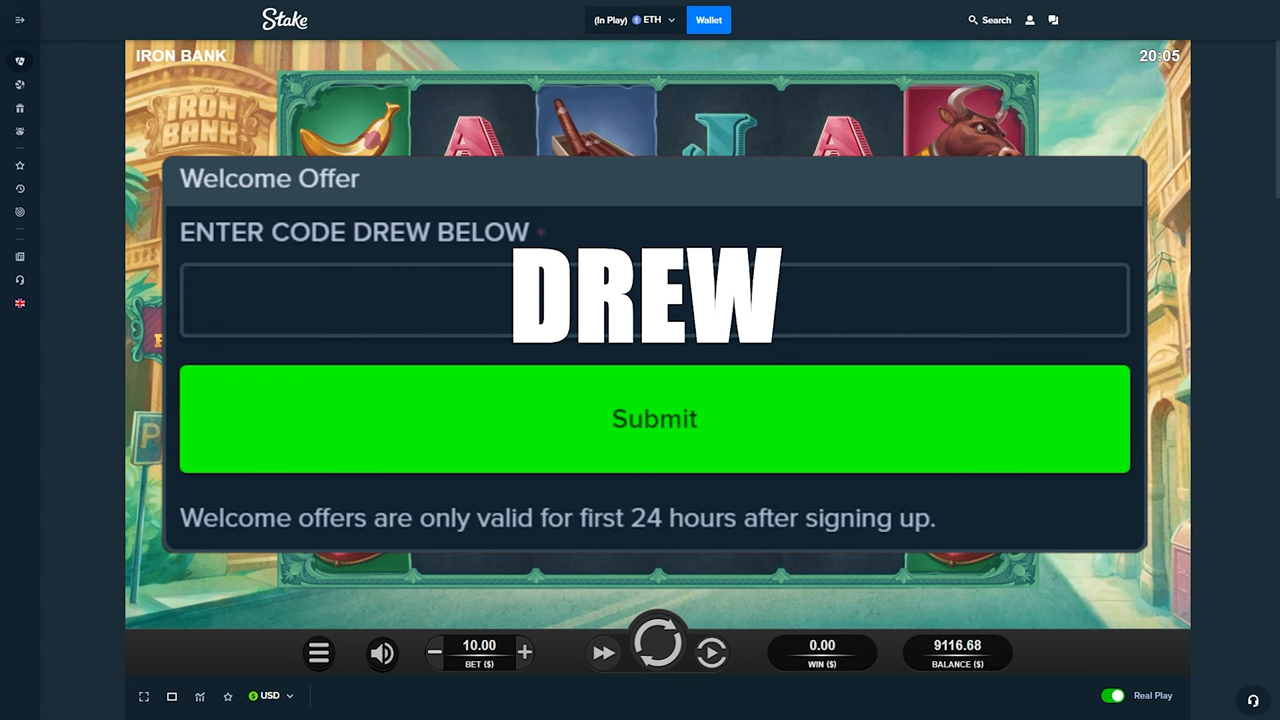 Stake
(In Play) ETH
Wallet
Search
IRON BANK
20:05
IRON
BANK
A
J
A
Welcome Offer
ENTER CODE DREW BELOW *
DREW
Submit
Welcome offers are only valid for first 24 hours after signing up.
P
10.00
BET ($)
0.00
WIN ($)
9116.68
BALANCE ($)
USD
Real Play